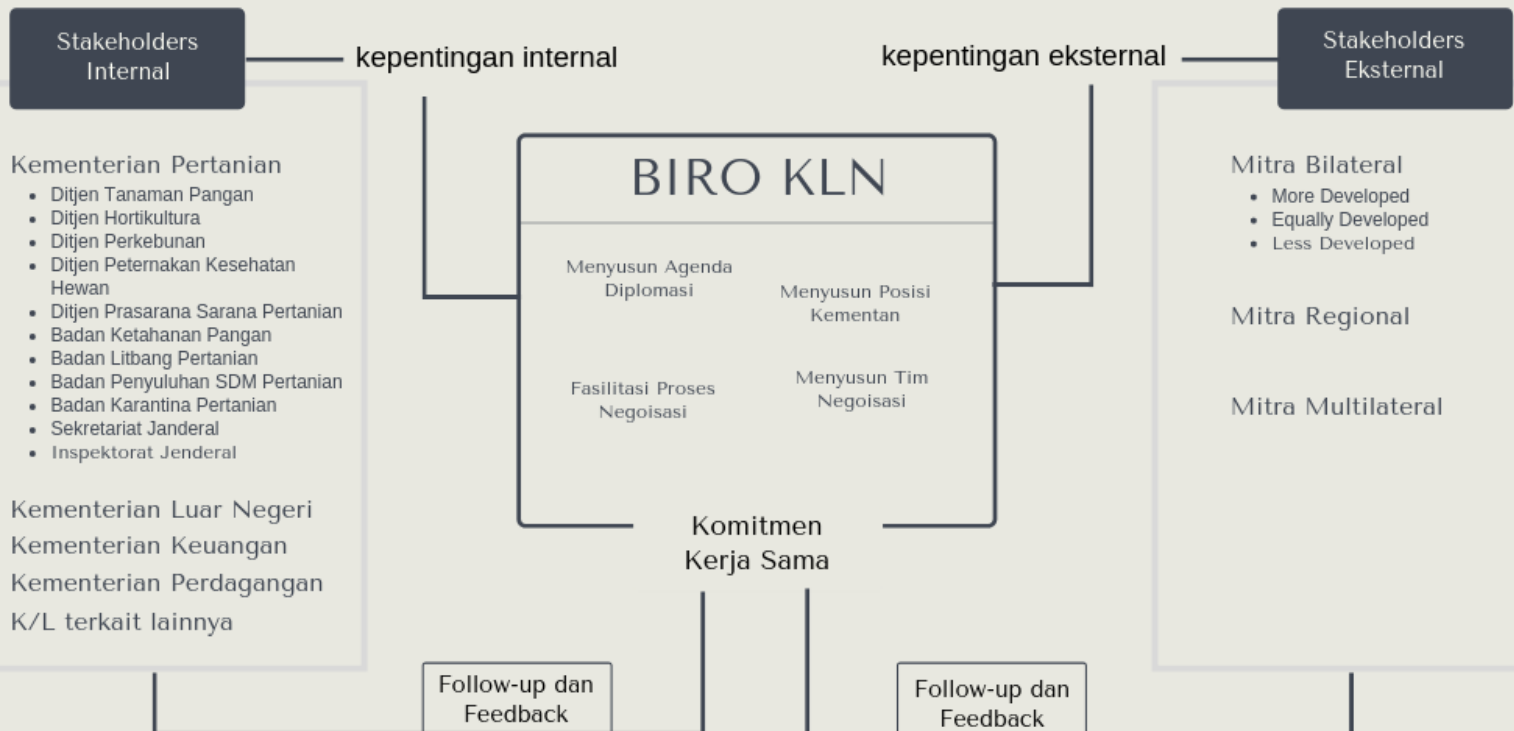 Stakeholders
Internal
kepentingan internal
kepentingan eksternal
Stakeholders
Eksternal
Kementerian Pertanian
• Ditjen Tanaman Pangan
• Ditjen Hortikultura
• Ditjen Perkebunan
• Ditjen Peternakan Kesehatan
Hewan
• Ditjen Prasarana Sarana Pertanian
• Badan Ketahanan Pangan
• Badan Litbang Pertanian
• Badan Penyuluhan SDM Pertanian
• Badan Karantina Pertanian
• Sekretariat Janderal
• Inspektorat Jenderal
Kementerian Luar Negeri
Kementerian Keuangan
Kementerian Perdagangan
K/L terkait lainnya
BIRO KLN
Menyusun Agenda
Diplomasi
Menyusun Posisi
Kementan
Fasilitasi Proses
Negoisasi
Menyusun Tim
Negoisasi
Komitmen
Kerja Sama
Mitra Bilateral
• More Developed
• Equally Developed
• Less Developed
Mitra Regional
Mitra Multilateral
Follow-up dan
Feedback
Follow-up dan
Feedback